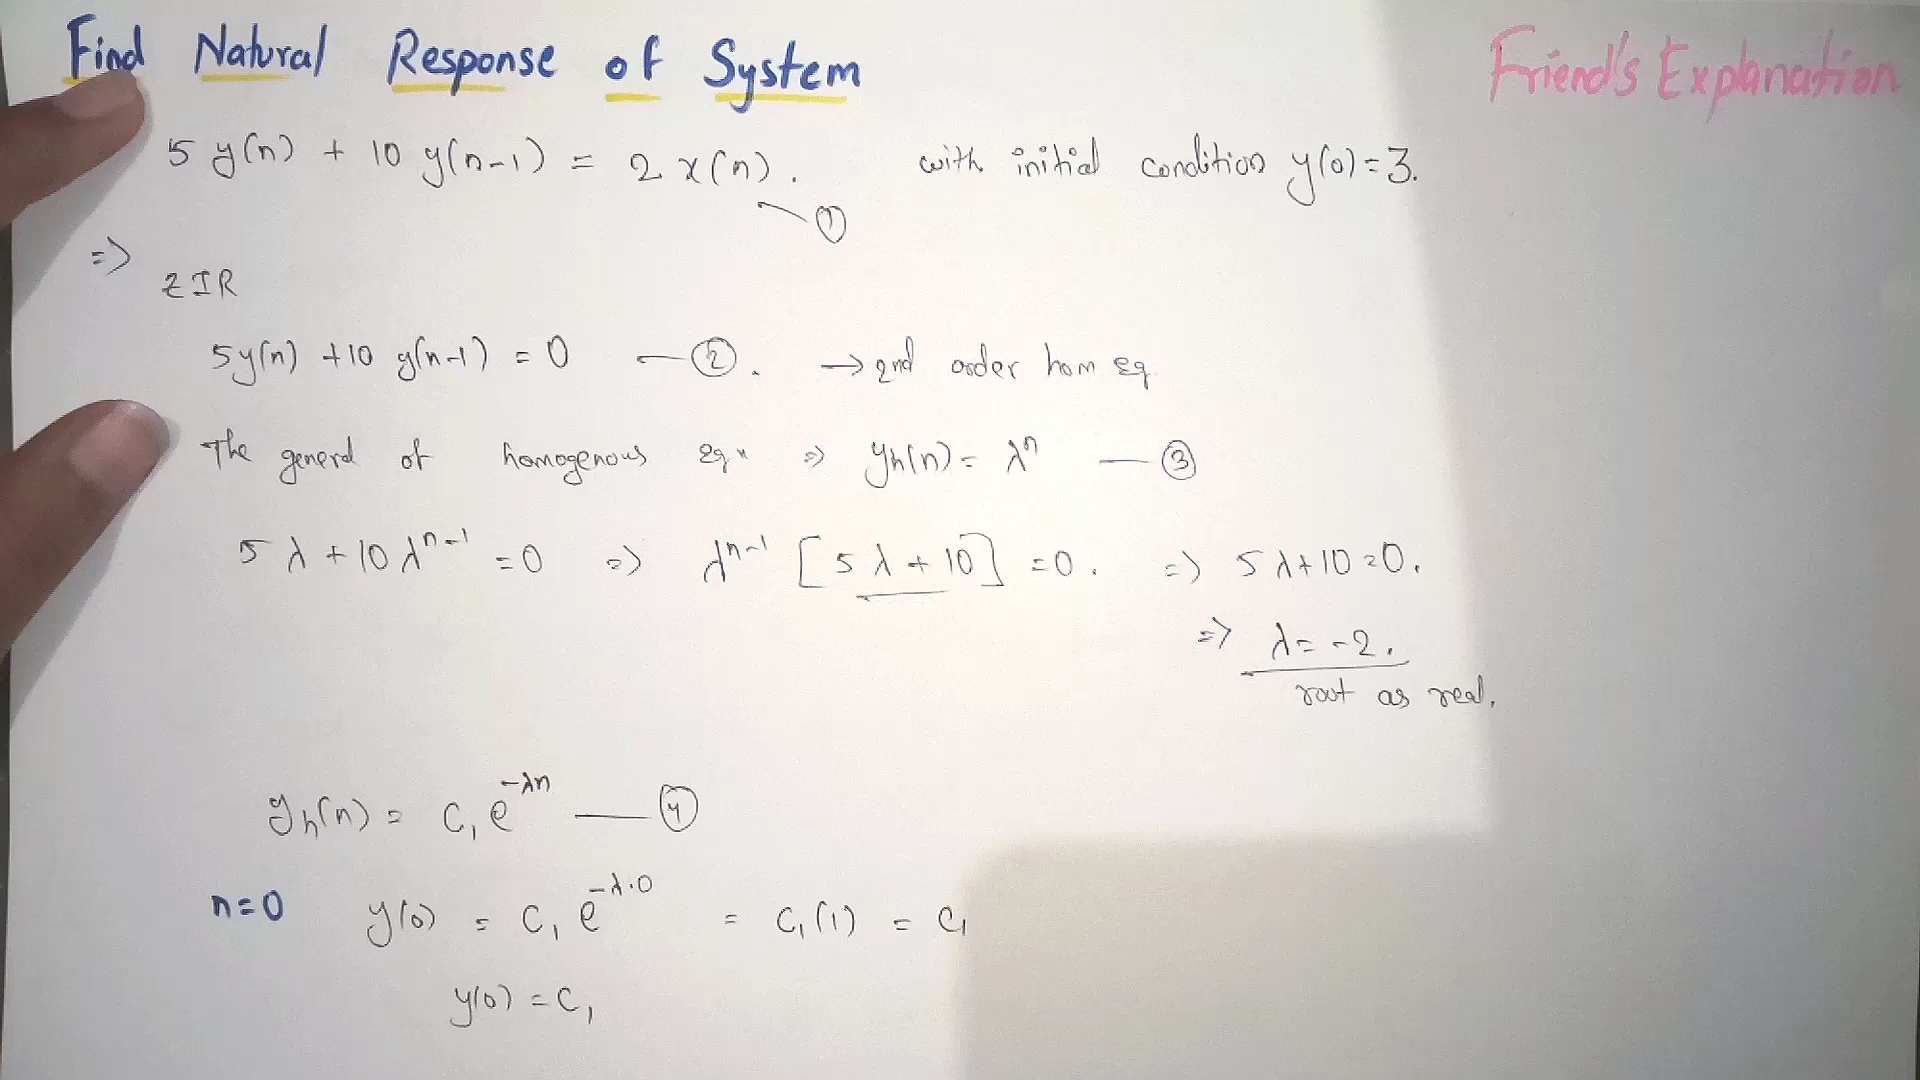 Find Natural Response of System
Friend's Explanation
5 y(n) + 10 y(n-1) = 2 x(n). with initial condition y(0)=3.
①
=>
ZIR
5y(n) +10 y(n-1) = 0 — ②. → 2nd order hom Eq
The general of homogenous Eqn => yh(n) = λⁿ — ③
5 λ + 10 λⁿ⁻¹ = 0 => λⁿ⁻¹ [5 λ + 10] = 0. => 5 λ + 10 = 0.
=> λ = -2.
root as real.
yh(n) = C₁ e^-λn — ④
n=0 y(0) = C₁ e^-λ.0 = C₁(1) = C₁
y(0) = C₁